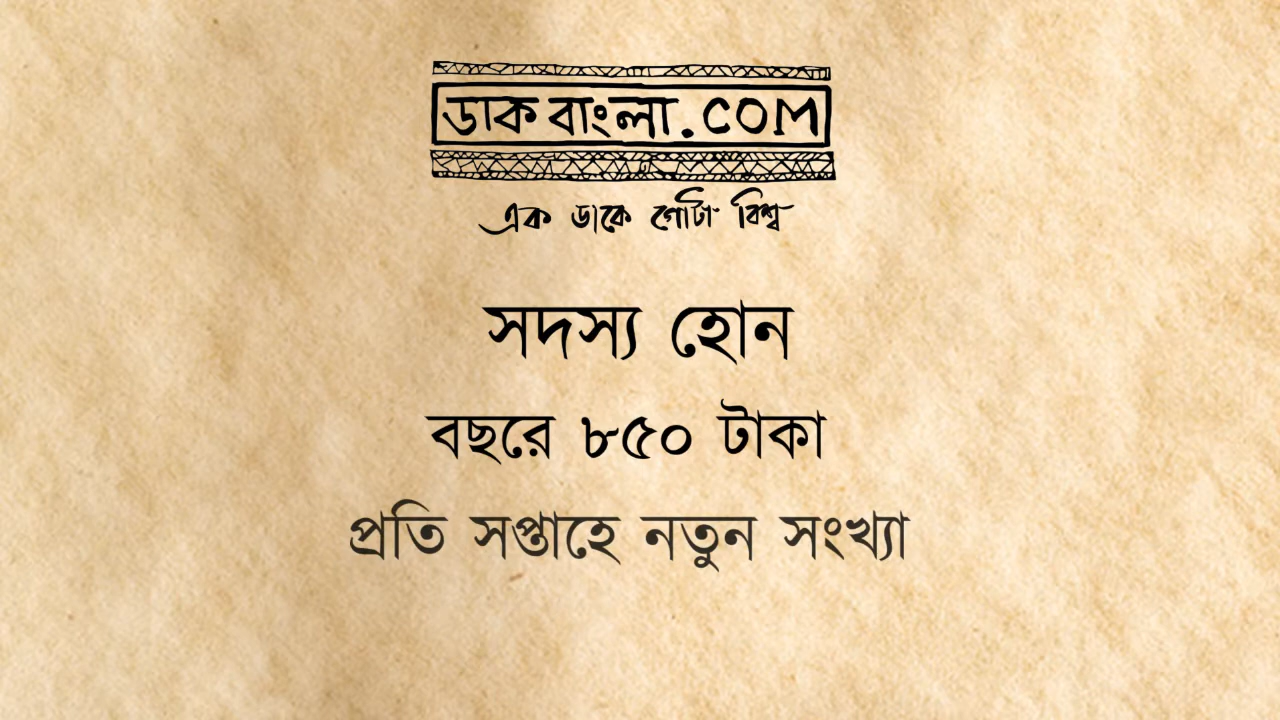 ডাকবাংলা.COM
এক ডাকে গোটা বিশ্ব
সদস্য হোন
বছরে ৮৫০ টাকা
প্রতি সপ্তাহে নতুন সংখ্যা